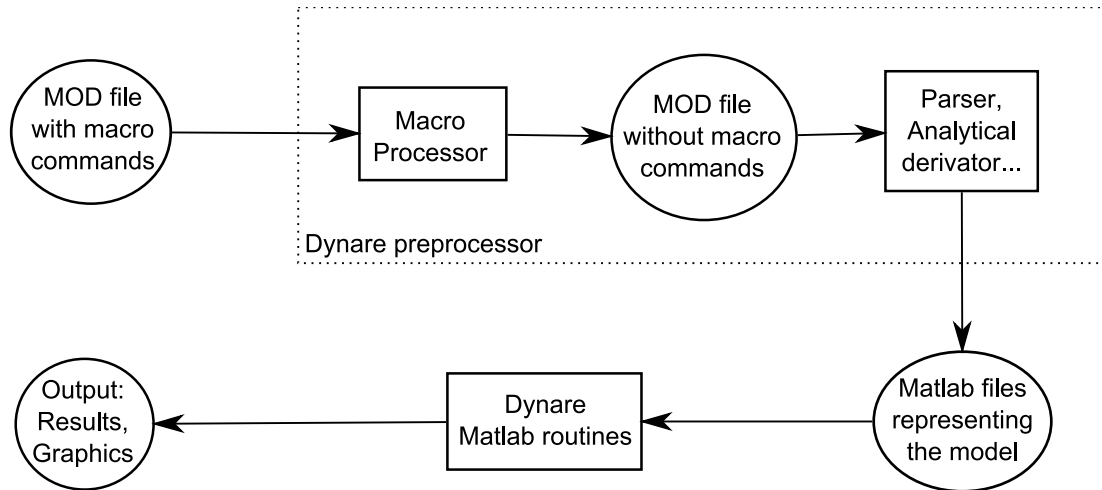 MOD file
with macro
commands
Macro
Processor
MOD file
without macro
commands
Parser,
Analytical
derivator...
Dynare preprocessor
Output:
Results,
Graphics
Dynare
Matlab routines
Matlab files
representing
the model